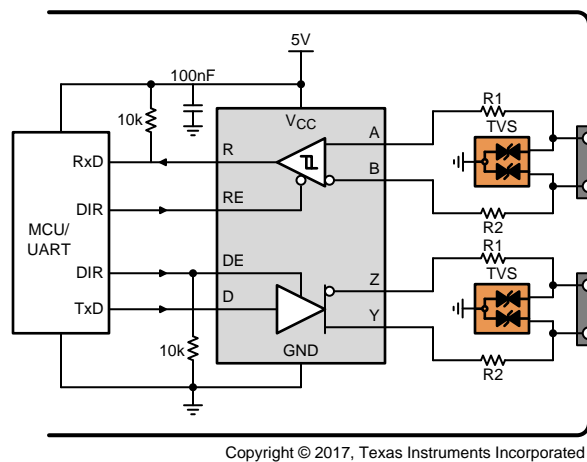 5V
100nF
10k
VCC
R1
TVS
A
RxD
R
B
DIR
RE
MCU/
UART
R2
R1
DIR
DE
Z
TVS
TxD
D
Y
10k
GND
R2
Copyright © 2017, Texas Instruments Incorporated